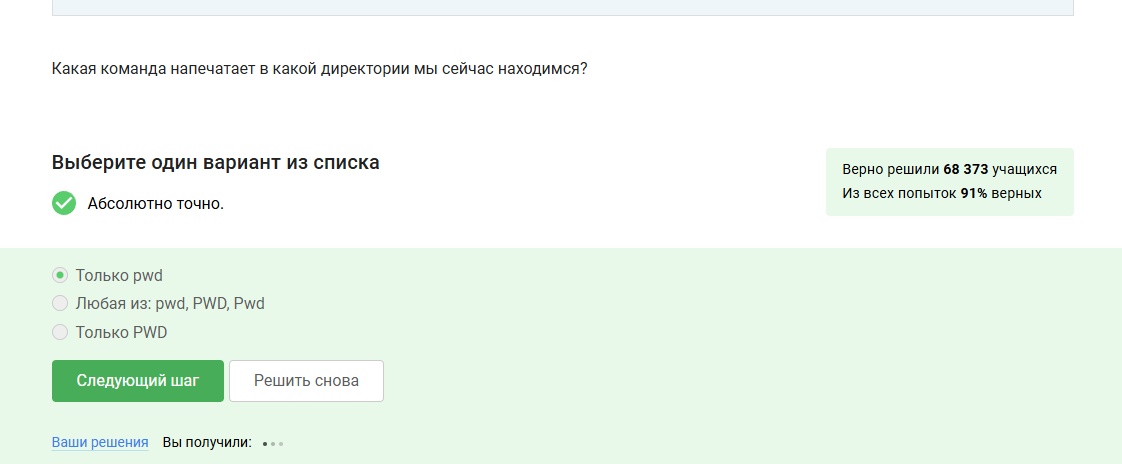 Какая команда напечатает в какой директории мы сейчас находимся?
Выберите один вариант из списка
Абсолютно точно.
Верно решили 68 373 учащихся
Из всех попыток 91% верных
Только pwd
Любая из: pwd, PWD, Pwd
Только PWD
Следующий шаг
Решить снова
Ваши решения Вы получили: